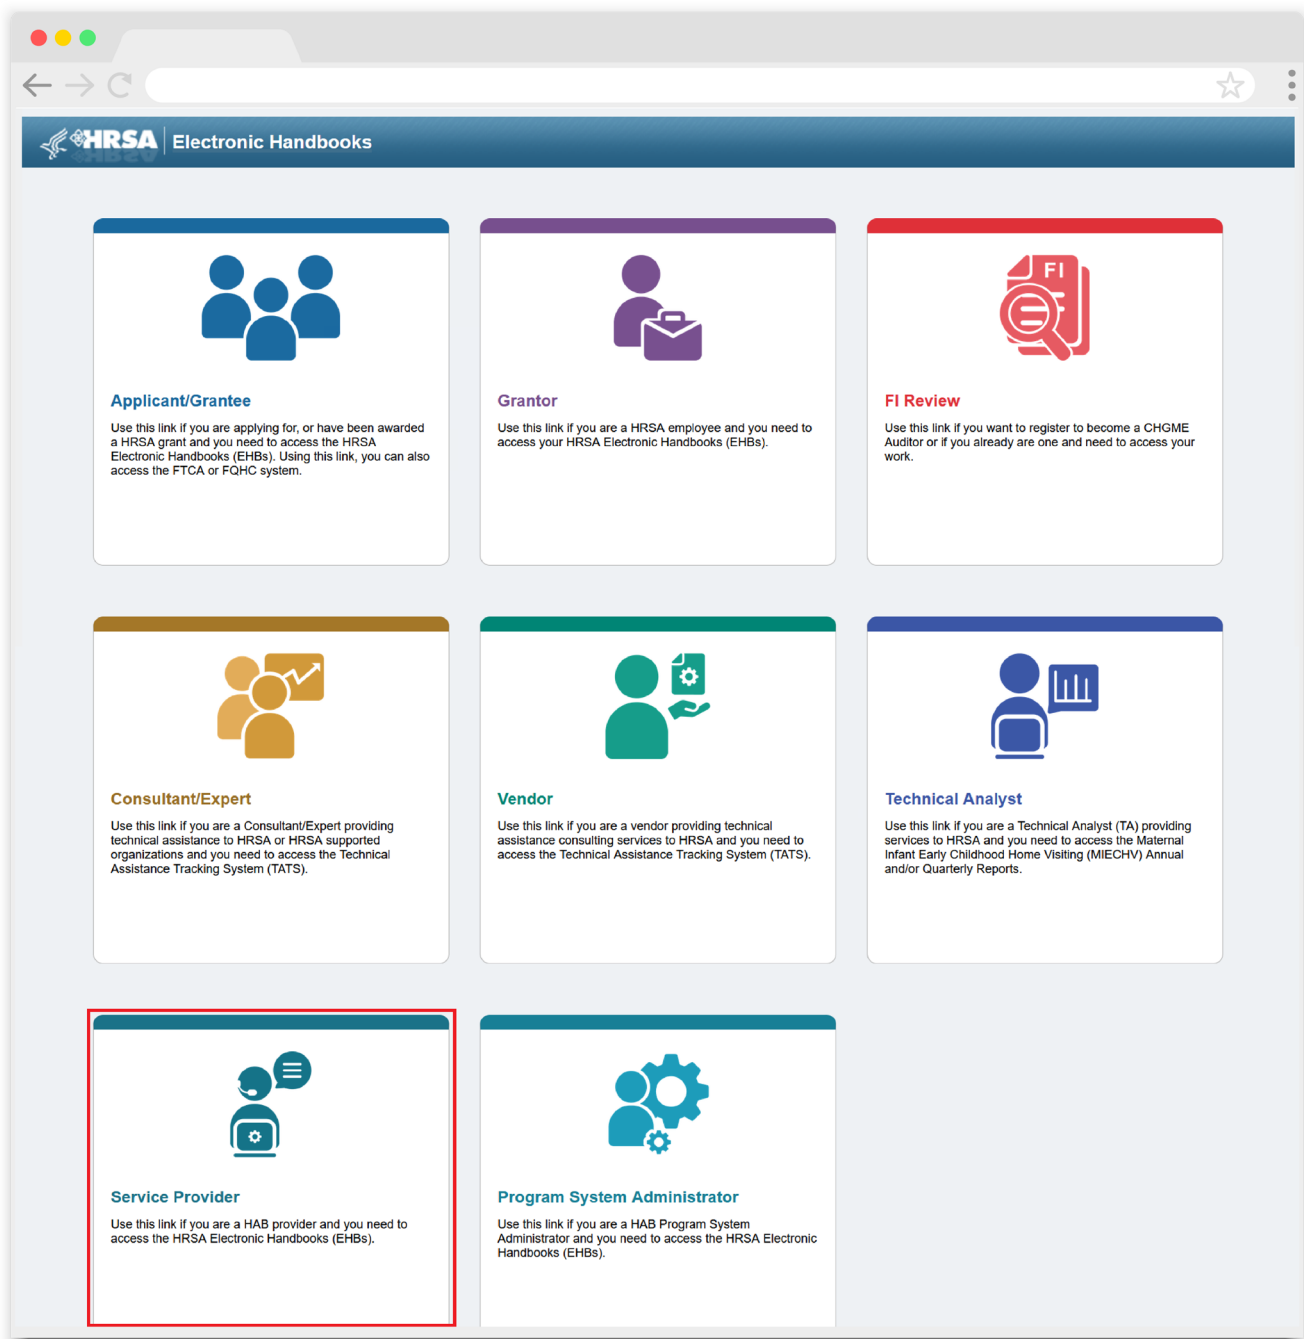 HRSA Electronic Handbooks
FI
Applicant/Grantee
Use this link if you are applying for, or have been awarded
a HRSA grant and you need to access the HRSA
Electronic Handbooks (EHBs). Using this link, you can also
access the FTCA or FQHC system.
Grantor
Use this link if you are a HRSA employee and you need to
access your HRSA Electronic Handbooks (EHBs).
FI Review
Use this link if you want to register to become a CHGME
Auditor or if you already are one and need to access your
work.
Consultant/Expert
Use this link if you are a Consultant/Expert providing
technical assistance to HRSA or HRSA supported
organizations and you need to access the Technical
Assistance Tracking System (TATS).
Vendor
Use this link if you are a vendor providing technical
assistance consulting services to HRSA and you need to
access the Technical Assistance Tracking System (TATS).
Technical Analyst
Use this link if you are a Technical Analyst (TA) providing
services to HRSA and you need to access the Maternal
Infant Early Childhood Home Visiting (MIECHV) Annual
and/or Quarterly Reports.
Service Provider
Use this link if you are a HAB provider and you need to
access the HRSA Electronic Handbooks (EHBs).
Program System Administrator
Use this link if you are a HAB Program System
Administrator and you need to access the HRSA Electronic
Handbooks (EHBs).